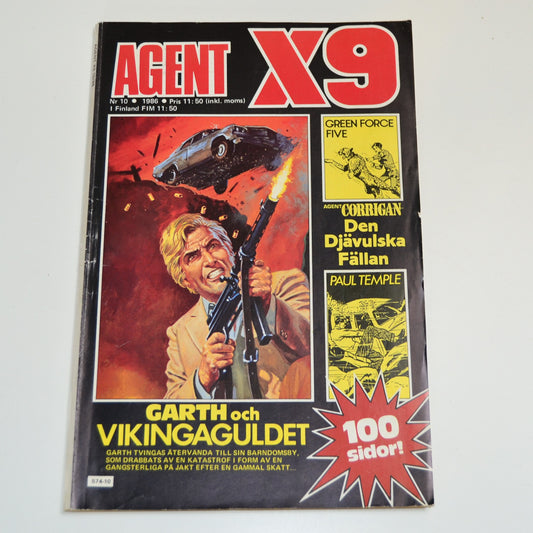 AGENT X9
Nr 10 • 1986 • Pris 11:50 (inkl. moms)
I Finland FIM 11:50
GREEN FORCE
FIVE
AGENT CORRIGAN
Den
Djävulska
Fällan
PAUL TEMPLE
GARTH och
VIKINGAGULDET
GARTH TVINGAS ÅTERVÄNDA TILL SIN BARNDOMSBY,
SOM DRABBATS AV EN KATASTROF I FORM AV EN
GANGSTERLIGA PÅ JAKT EFTER EN GAMMAL SKATT...
100
sidor!
574-10